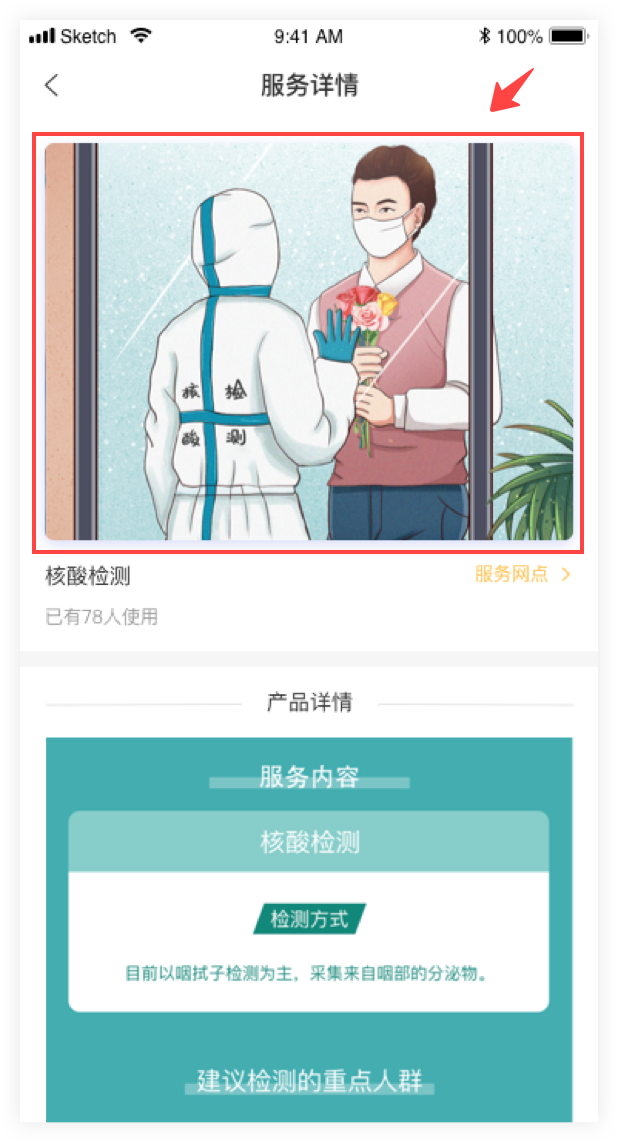 Sketch 9:41 AM 100%
服务详情
核检
酸测
核酸检测 服务网点
已有78人使用
产品详情
服务内容
核酸检测
检测方式
目前以咽拭子检测为主，采集来自咽部的分泌物。
建议检测的重点人群